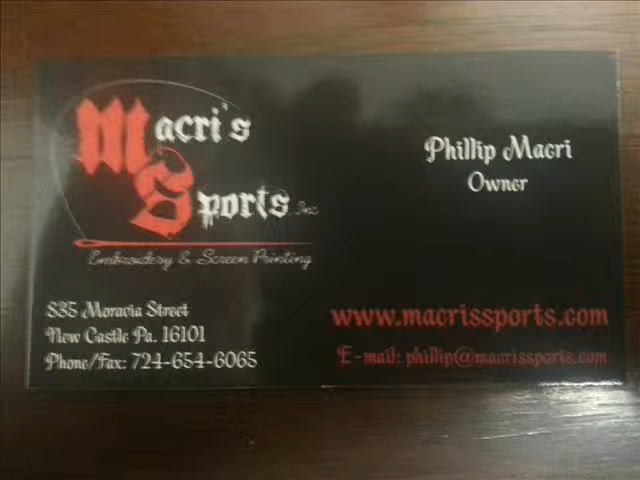 Macri's
Sports Inc
Embroidery & Screen Printing
Phillip Macri
Owner
835 Moravia Street
New Castle Pa. 16101
Phone/Fax: 724-654-6065
www.macrissports.com
E-mail: phillip@macrissports.com